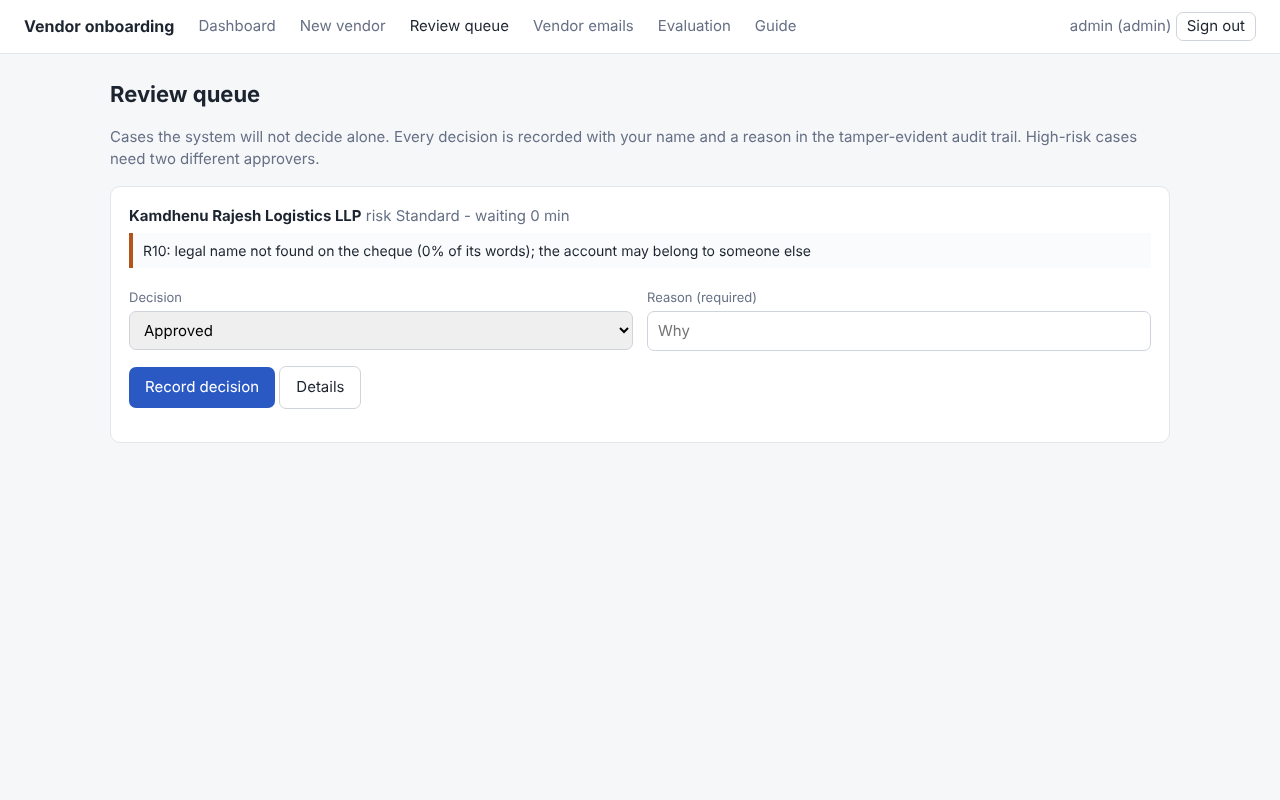 Vendor onboarding Dashboard New vendor Review queue Vendor emails Evaluation Guide admin (admin) Sign out
Review queue
Cases the system will not decide alone. Every decision is recorded with your name and a reason in the tamper-evident audit trail. High-risk cases
need two different approvers.
Kamdhenu Rajesh Logistics LLP risk Standard - waiting 0 min
R10: legal name not found on the cheque (0% of its words); the account may belong to someone else
Decision Reason (required)
Approved Why
Record decision Details